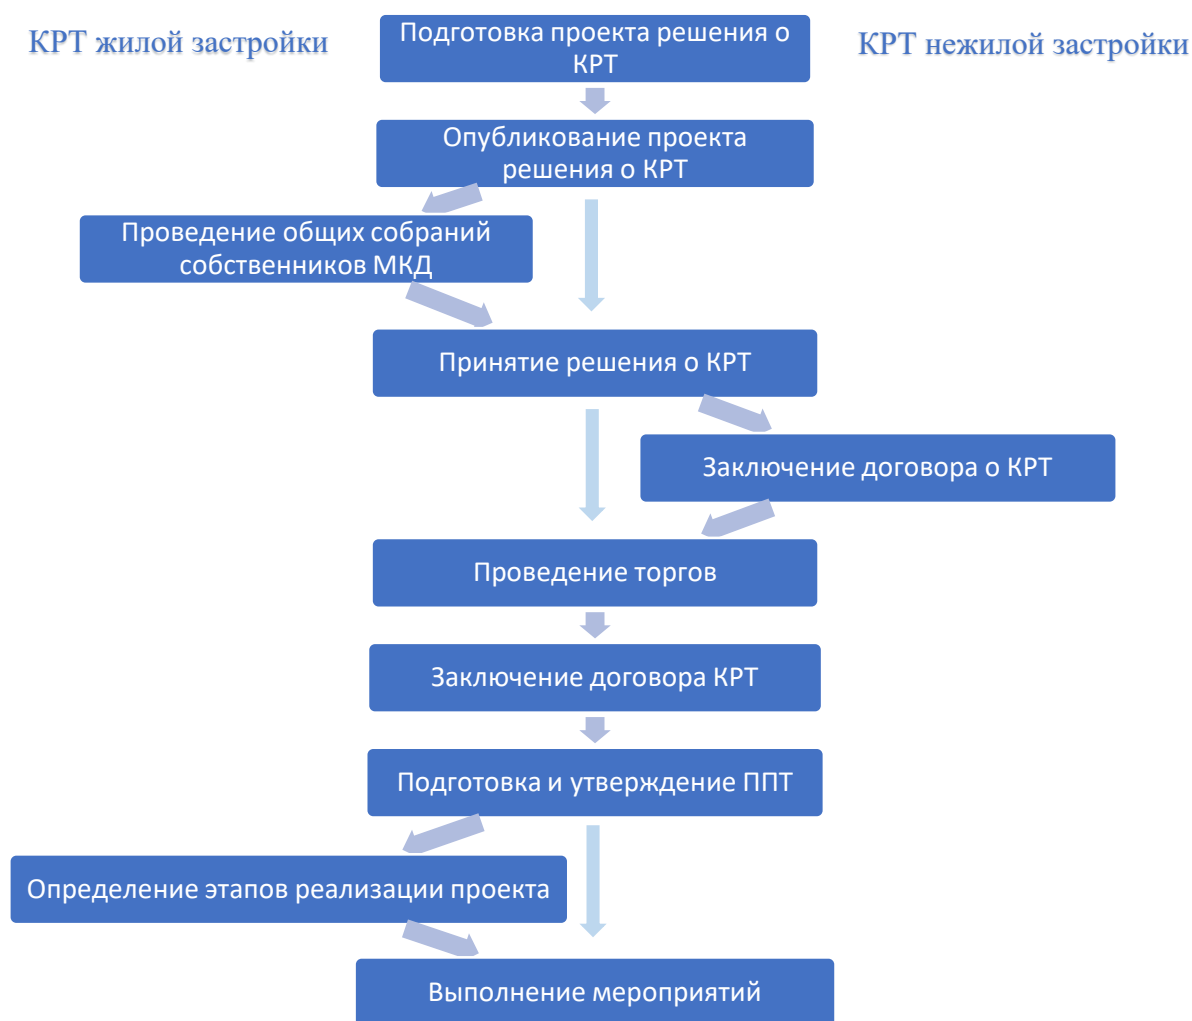 КРТ жилой застройки
Подготовка проекта решения о
КРТ
КРТ нежилой застройки
Опубликование проекта
решения о КРТ
Проведение общих собраний
собственников МКД
Принятие решения о КРТ
Заключение договора о КРТ
Проведение торгов
Заключение договора КРТ
Подготовка и утверждение ППТ
Определение этапов реализации проекта
Выполнение мероприятий